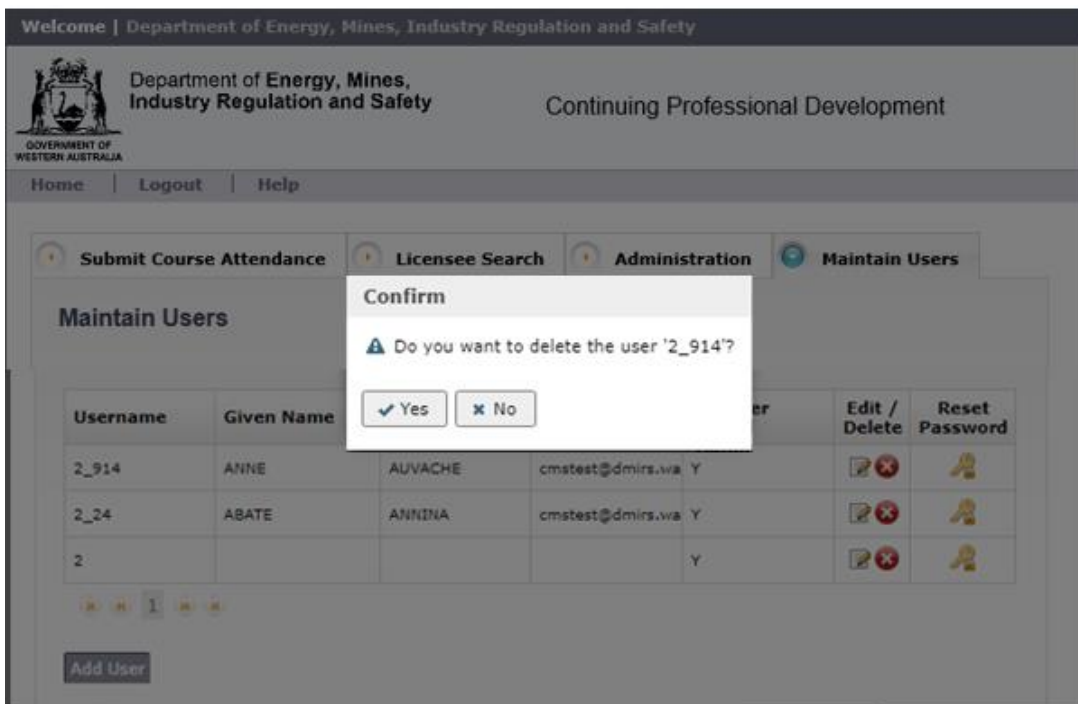 Welcome | Department of Energy, Mines, Industry Regulation and Safety
Department of Energy, Mines,
Industry Regulation and Safety
Continuing Professional Development
GOVERNMENT OF
WESTERN AUSTRALIA
Home | Logout | Help
Submit Course Attendance Licensee Search Administration Maintain Users
Maintain Users
Confirm
Do you want to delete the user '2_914'?
Yes No
Username Given Name er Edit / Delete Reset Password
2_914 ANNE AUVACHE cmstest@dmirs.wa Y
2_24 ABATE ANNINA cmstest@dmirs.wa Y
2 Y
1
Add User